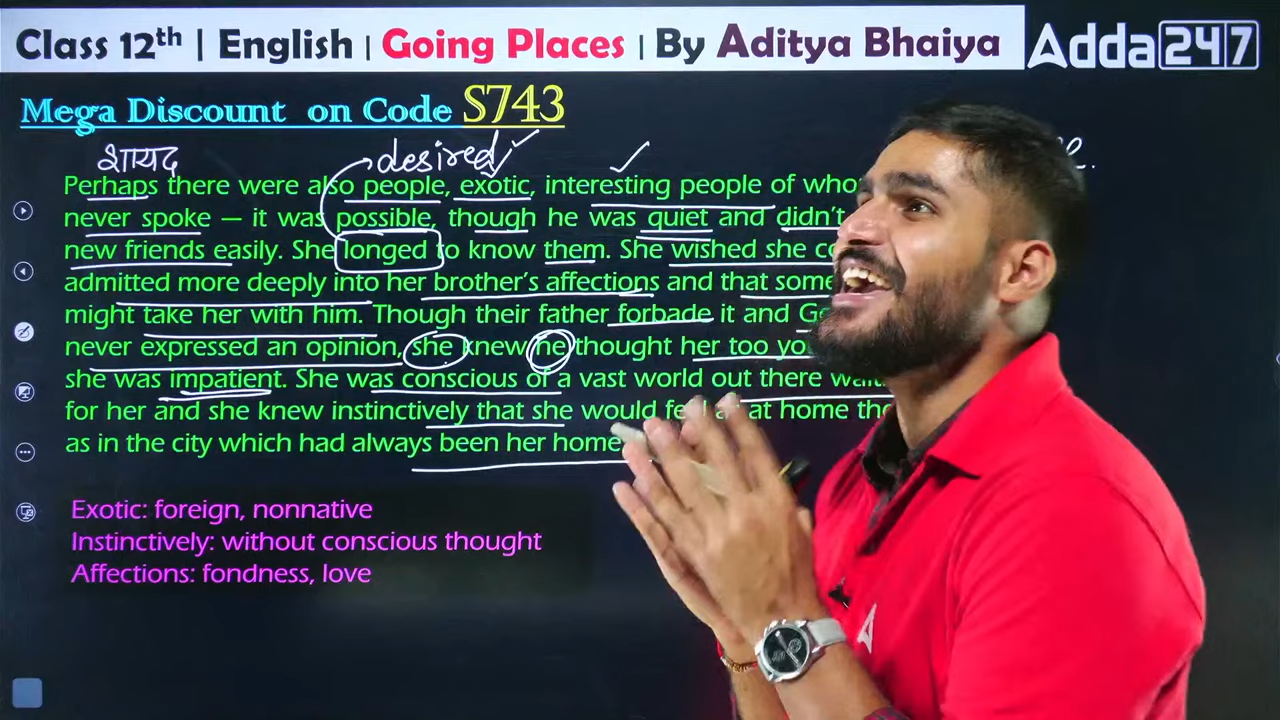 Class 12th | English | Going Places | By Aditya Bhaiya Adda247
Mega Discount on Code S743
शायद desired
Perhaps there were also people, exotic, interesting people of who
never spoke — it was possible, though he was quiet and didn't
new friends easily. She longed to know them. She wished she
admitted more deeply into her brother's affections and that some
might take her with him. Though their father forbade it and
never expressed an opinion, she knew he thought her too
she was impatient. She was conscious of a vast world out there
for her and she knew instinctively that she would at home
as in the city which had always been her home
Exotic: foreign, nonnative
Instinctively: without conscious thought
Affections: fondness, love